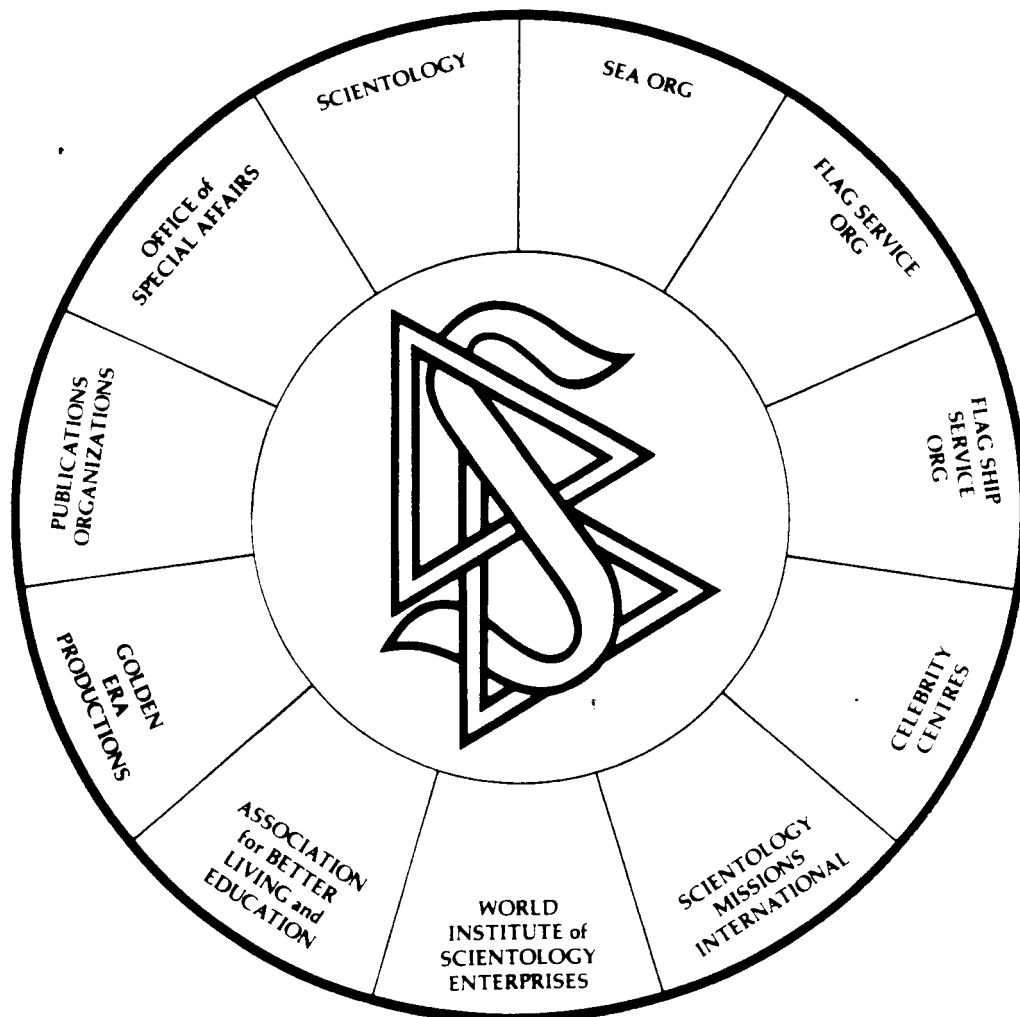 SCIENTOLOGY
SEA ORG
FLAG SERVICE
ORG
FLAG SHIP
SERVICE
ORG
CELEBRITY
CENTRES
SCIENTOLOGY
MISSIONS
INTERNATIONAL
WORLD
INSTITUTE of
SCIENTOLOGY
ENTERPRISES
ASSOCIATION
for BETTER
LIVING and
EDUCATION
GOLDEN
ERA
PRODUCTIONS
PUBLICATIONS
ORGANIZATIONS
OFFICE of
SPECIAL AFFAIRS